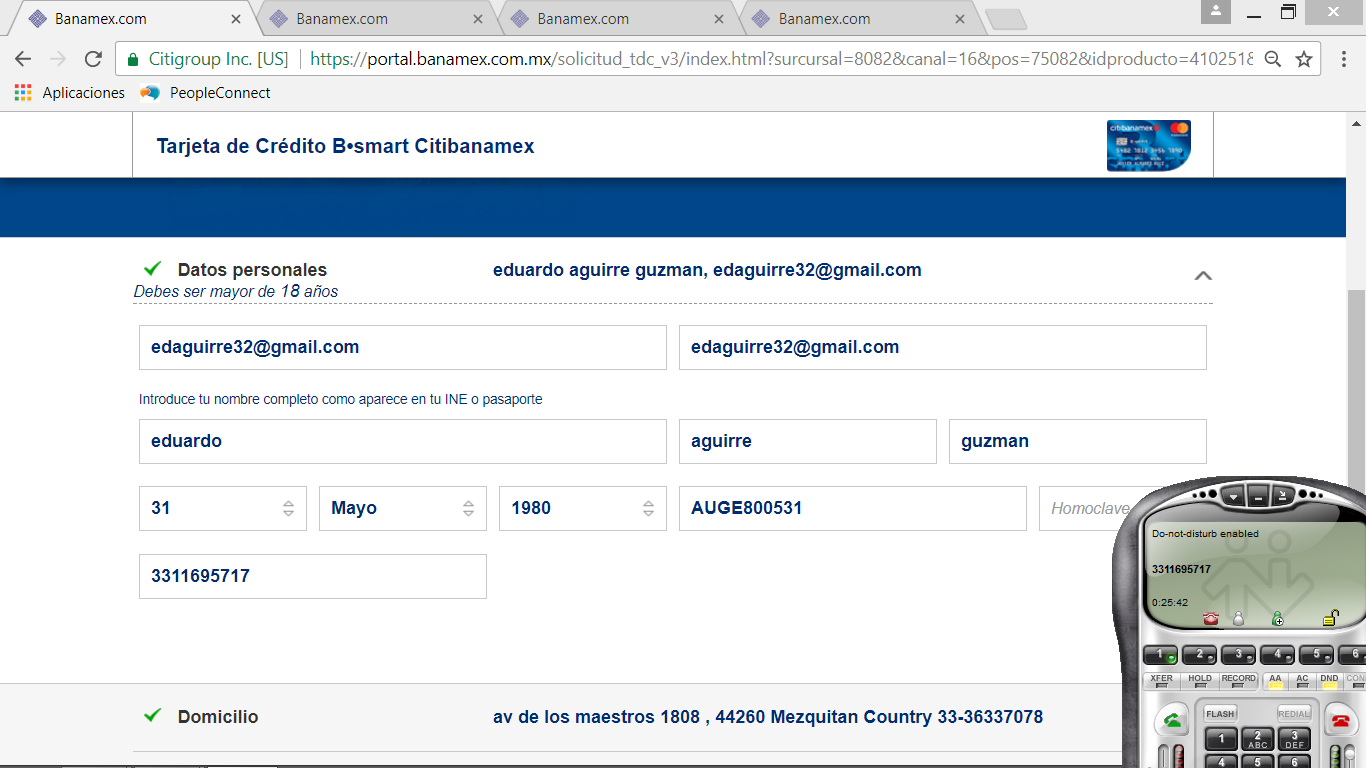 Banamex.com
Banamex.com
Banamex.com
Banamex.com
Citigroup Inc. [US]
https://portal.banamex.com.mx/solicitud_tdc_v3/index.html?sursursal=8082&canal=16&pos=75082&idproducto=410251&
Aplicaciones
PeopleConnect
Tarjeta de Crédito B•smart Citibanamex
citibanamex
Datos personales
eduardo aguirre guzman, edaguirre32@gmail.com
Debes ser mayor de 18 años
edaguirre32@gmail.com
edaguirre32@gmail.com
Introduce tu nombre completo como aparece en tu INE o pasaporte
eduardo
aguirre
guzman
31
Mayo
1980
AUGE800531
Homoclave
3311695717
Do-not-disturb enabled
3311695717
0:25:42
1 2 3 4 5 6
XFER HOLD RECORD AA AC DND CON
FLASH
REDIAL
1 2 ABC 3 DEF
4 5 6
Domicilio
av de los maestros 1808 , 44260 Mezquitan Country 33-36337078